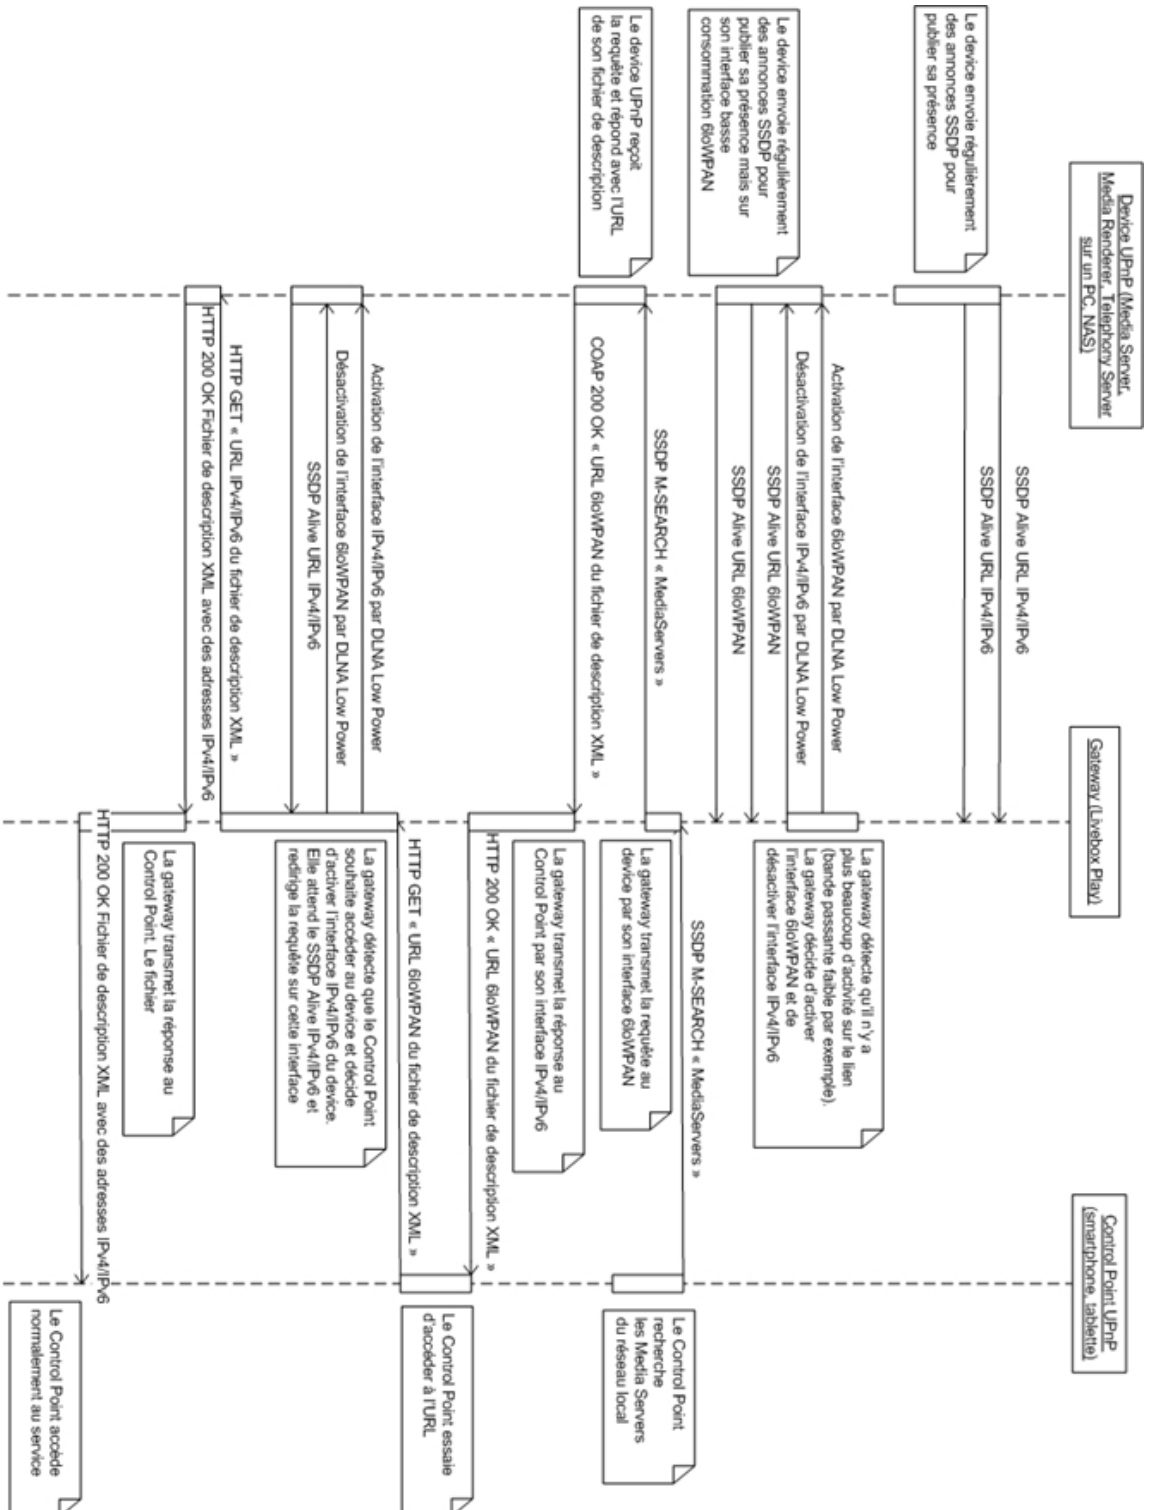 Device UPnP (Media Server,
Media Renderer, Telephony Server
sur un PC, NAS)
Gateway (Livebox Play)
Control Point UPnP
(smartphone, tablette)
Le device envoie régulièrement
des annonces SSDP pour
publier sa présence
SSDP Alive URL IPv4/IPv6
SSDP Alive URL IPv4/IPv6
La gateway détecte qu'il n'y a
plus beaucoup d'activité sur le lien
(bande passante faible par exemple).
La gateway décide d'activer
l'interface 6loWPAN et de
désactiver l'interface IPv4/IPv6
Activation de l'interface 6loWPAN par DLNA Low Power
Désactivation de l'interface IPv4/IPv6 par DLNA Low Power
Le device envoie régulièrement
des annonces SSDP pour
publier sa présence mais sur
son interface basse
consommation 6loWPAN
SSDP Alive URL 6loWPAN
SSDP Alive URL 6loWPAN
SSDP M-SEARCH « MediaServers »
Le Control Point
recherche
les Media Servers
du réseau local
La gateway transmet la requête au
device par son interface 6loWPAN
SSDP M-SEARCH « MediaServers »
Le device UPnP reçoit
la requête et répond avec l'URL
de son fichier de description
COAP 200 OK « URL 6loWPAN du fichier de description XML »
La gateway transmet la réponse au
Control Point par son interface IPv4/IPv6
HTTP 200 OK « URL 6loWPAN du fichier de description XML »
Le Control Point essaie
d'accéder à l'URL
HTTP GET « URL 6loWPAN du fichier de description XML »
La gateway détecte que le Control Point
souhaite accéder au device et décide
d'activer l'interface IPv4/IPv6 du device.
Elle attend le SSDP Alive IPv4/IPv6 et
redirige la requête sur cette interface
Activation de l'interface IPv4/IPv6 par DLNA Low Power
Désactivation de l'interface 6loWPAN par DLNA Low Power
SSDP Alive URL IPv4/IPv6
HTTP GET « URL IPv4/IPv6 du fichier de description XML »
HTTP 200 OK Fichier de description XML avec des adresses IPv4/IPv6
La gateway transmet la réponse au
Control Point. Le fichier
HTTP 200 OK Fichier de description XML avec des adresses IPv4/IPv6
Le Control Point accède
normalement au service